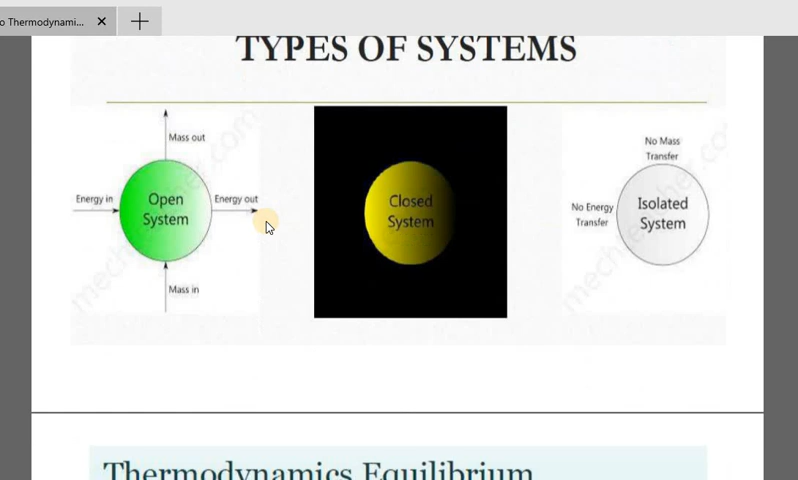 o Thermodynami...
TYPES OF SYSTEMS
Mass out
Energy in
Open
System
Energy out
Mass in
Closed
System
No Mass
Transfer
No Energy
Transfer
Isolated
System
Thermodynamics Equilibrium